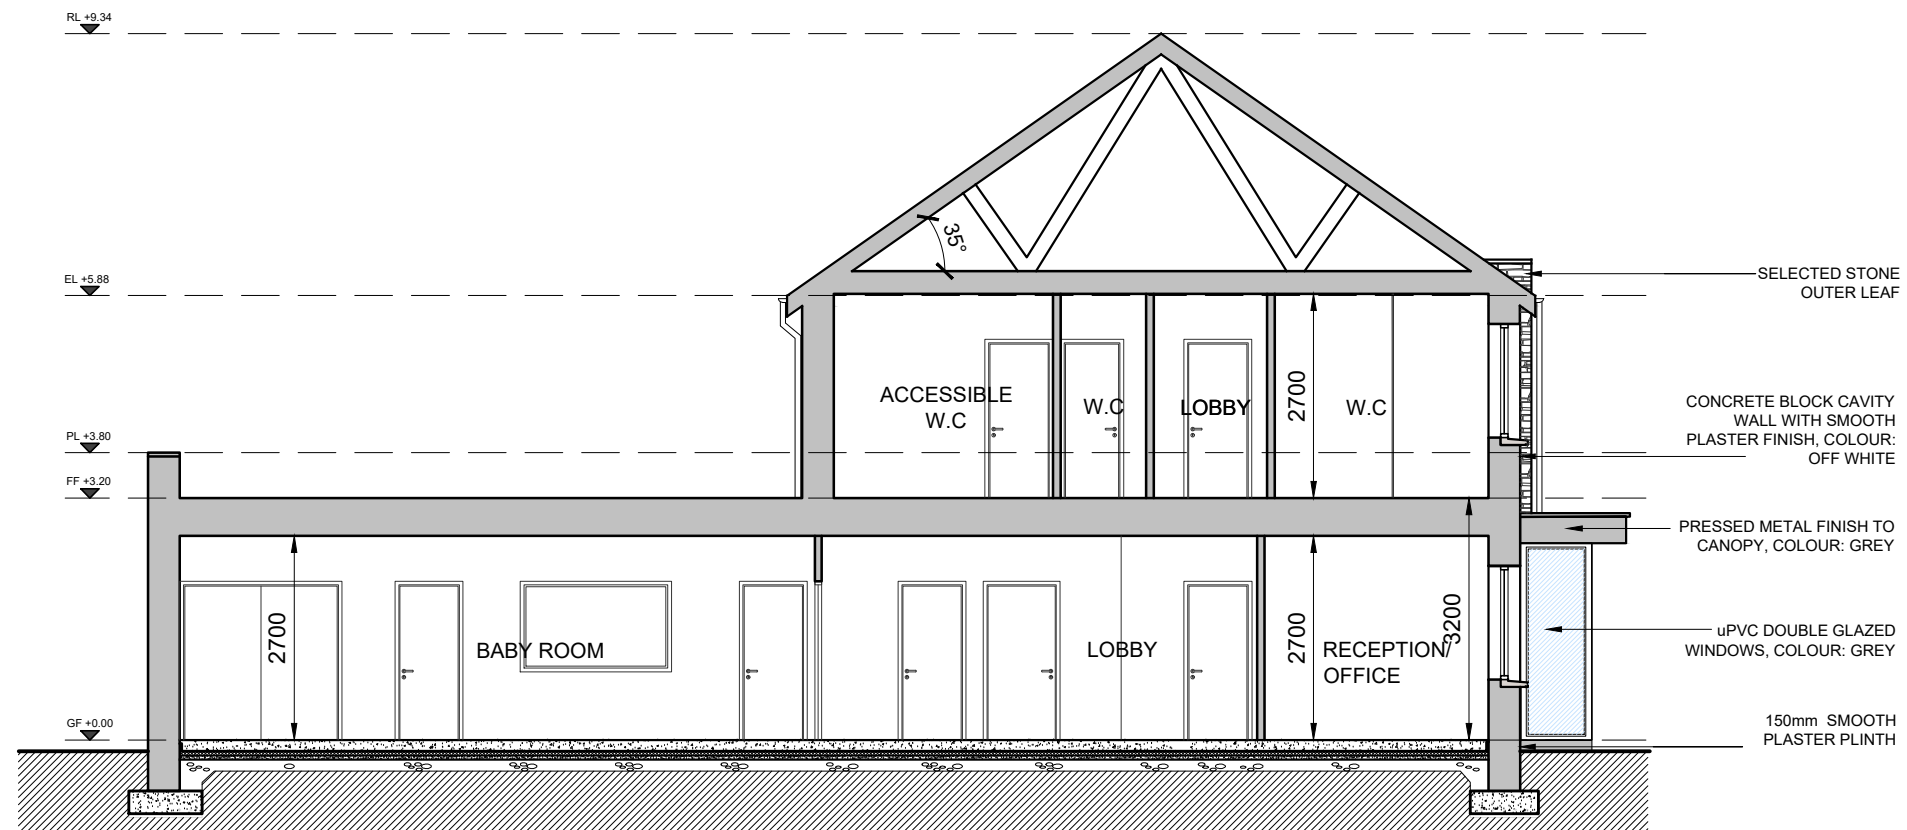 RL +9.34
35°
EL +5.88
SELECTED STONE
OUTER LEAF
ACCESSIBLE
W.C
W.C
LOBBY
2700
W.C
CONCRETE BLOCK CAVITY
WALL WITH SMOOTH
PLASTER FINISH, COLOUR:
OFF WHITE
PL +3.80
FF +3.20
PRESSED METAL FINISH TO
CANOPY, COLOUR: GREY
2700
BABY ROOM
LOBBY
2700
RECEPTION/
OFFICE
3200
uPVC DOUBLE GLAZED
WINDOWS, COLOUR: GREY
GF +0.00
150mm SMOOTH
PLASTER PLINTH